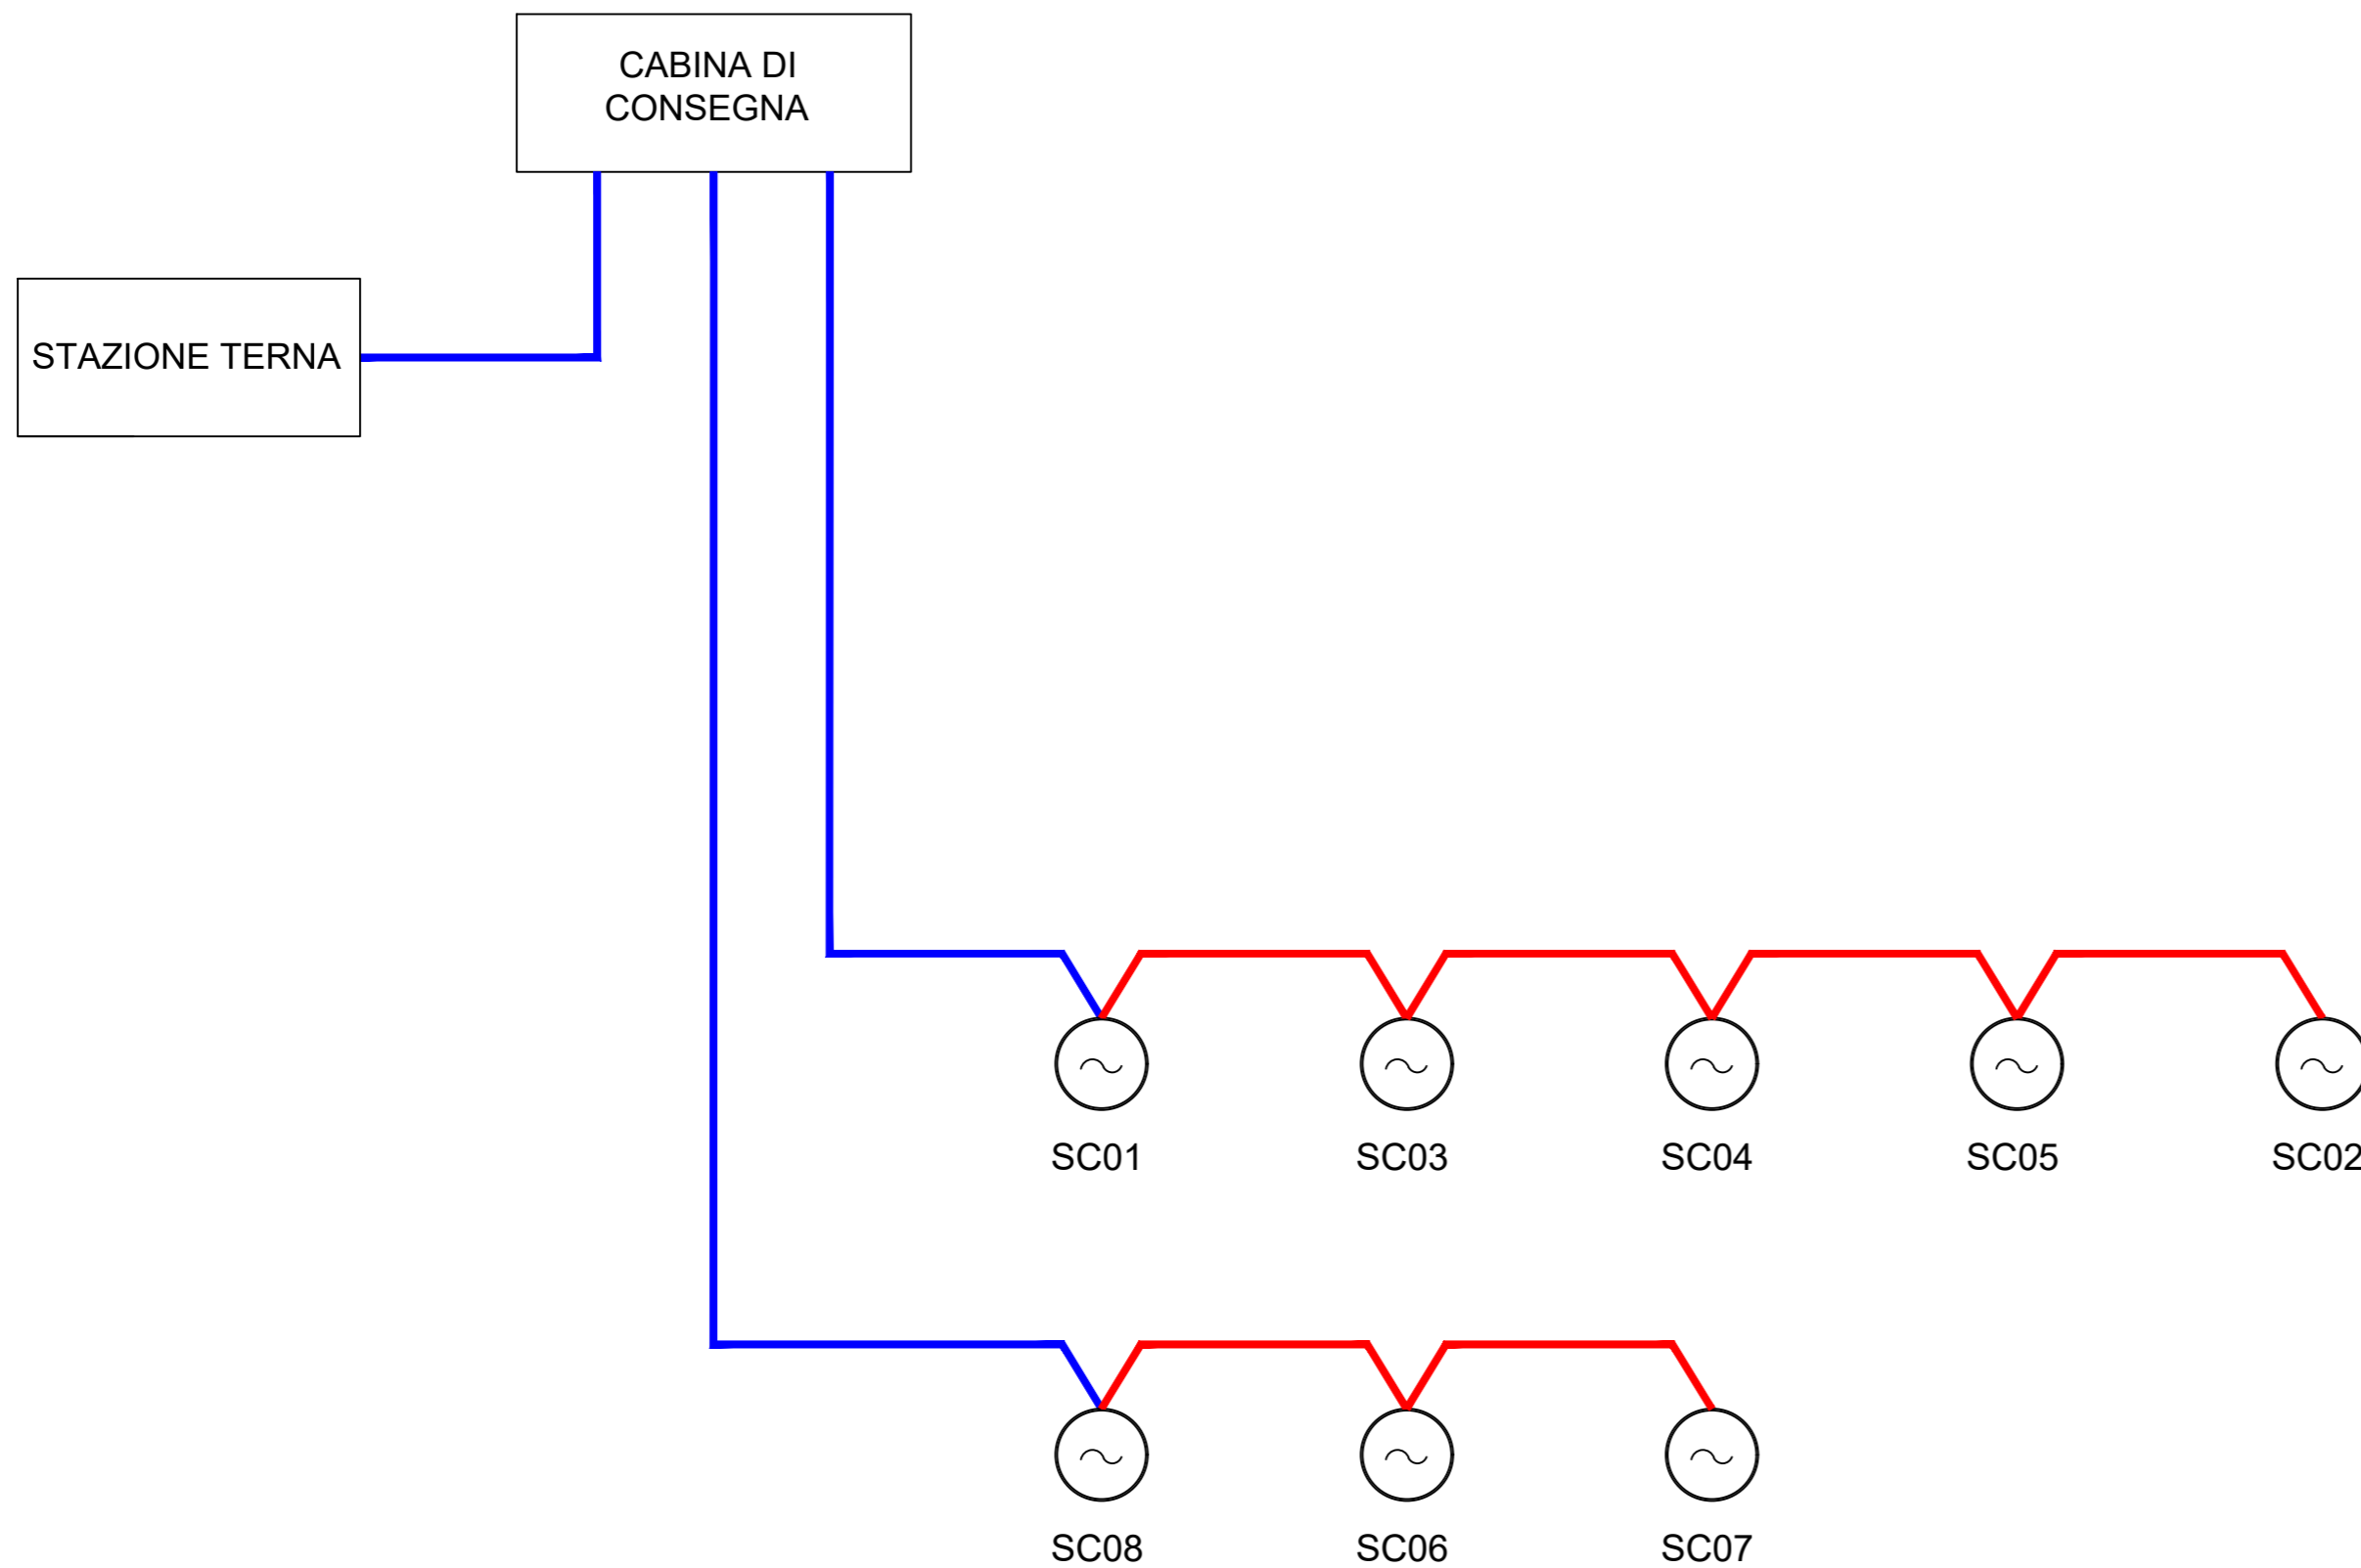 CABINA DI
CONSEGNA
STAZIONE TERNA
SC01
SC03
SC04
SC05
SC02
SC08
SC06
SC07